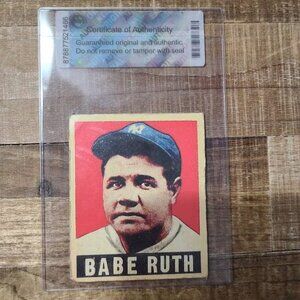 Certificate of Authenticity
Guaranteed original and authentic.
Do not remove or tamper with seal
BABE RUTH